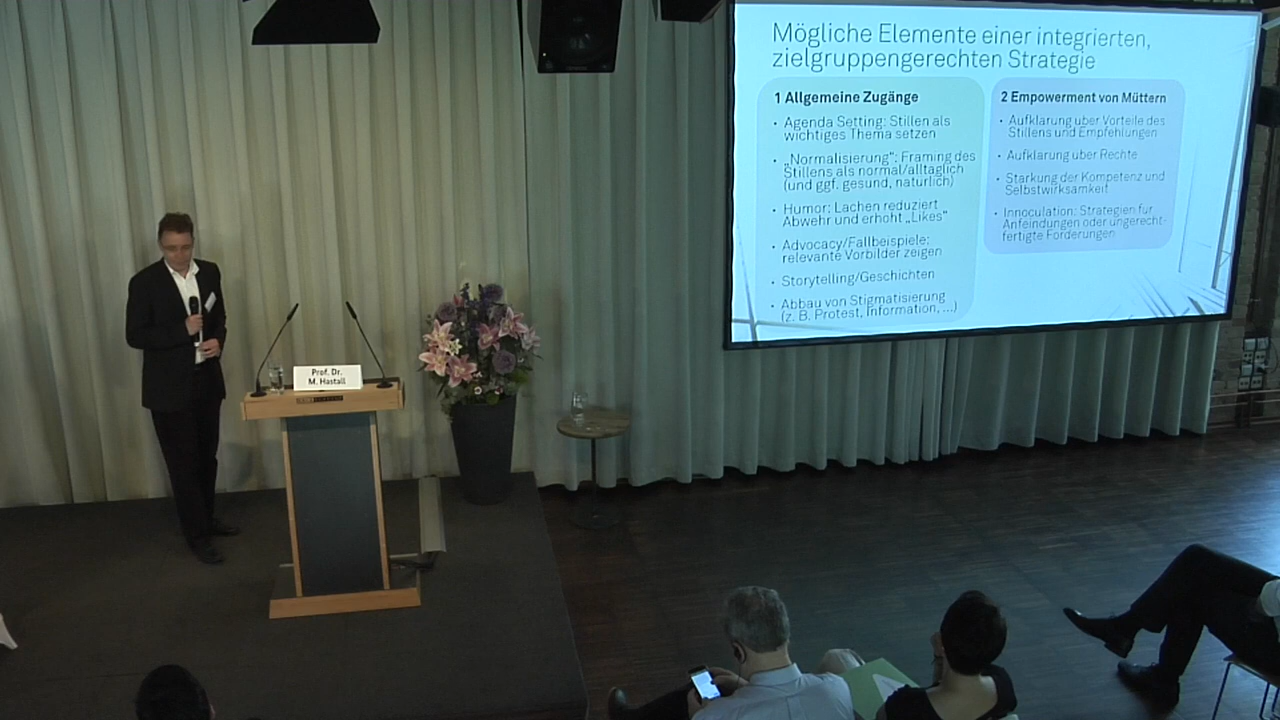 Mögliche Elemente einer integrierten,
zielgruppengerechten Strategie
1 Allgemeine Zugänge
• Agenda Setting: Stillen als
wichtiges Thema setzen
• „Normalisierung": Framing des
Stillens als normal/alltäglich
(und ggf. gesund, natürlich)
• Humor: Lachen reduziert
Abwehr und erhöht „Likes"
• Advocacy/Fallbeispiele:
relevante Vorbilder zeigen
• Storytelling/Geschichten
• Abbau von Stigmatisierung
(z. B. Protest, Information, ...)
2 Empowerment von Müttern
• Aufklärung über Vorteile des
Stillens und Empfehlungen
• Aufklärung über Rechte
• Stärkung der Kompetenz und
Selbstwirksamkeit
• Innoculation: Strategien für
Anfeindungen oder ungerecht-
fertigte Forderungen
Prof. Dr.
M. Hastall